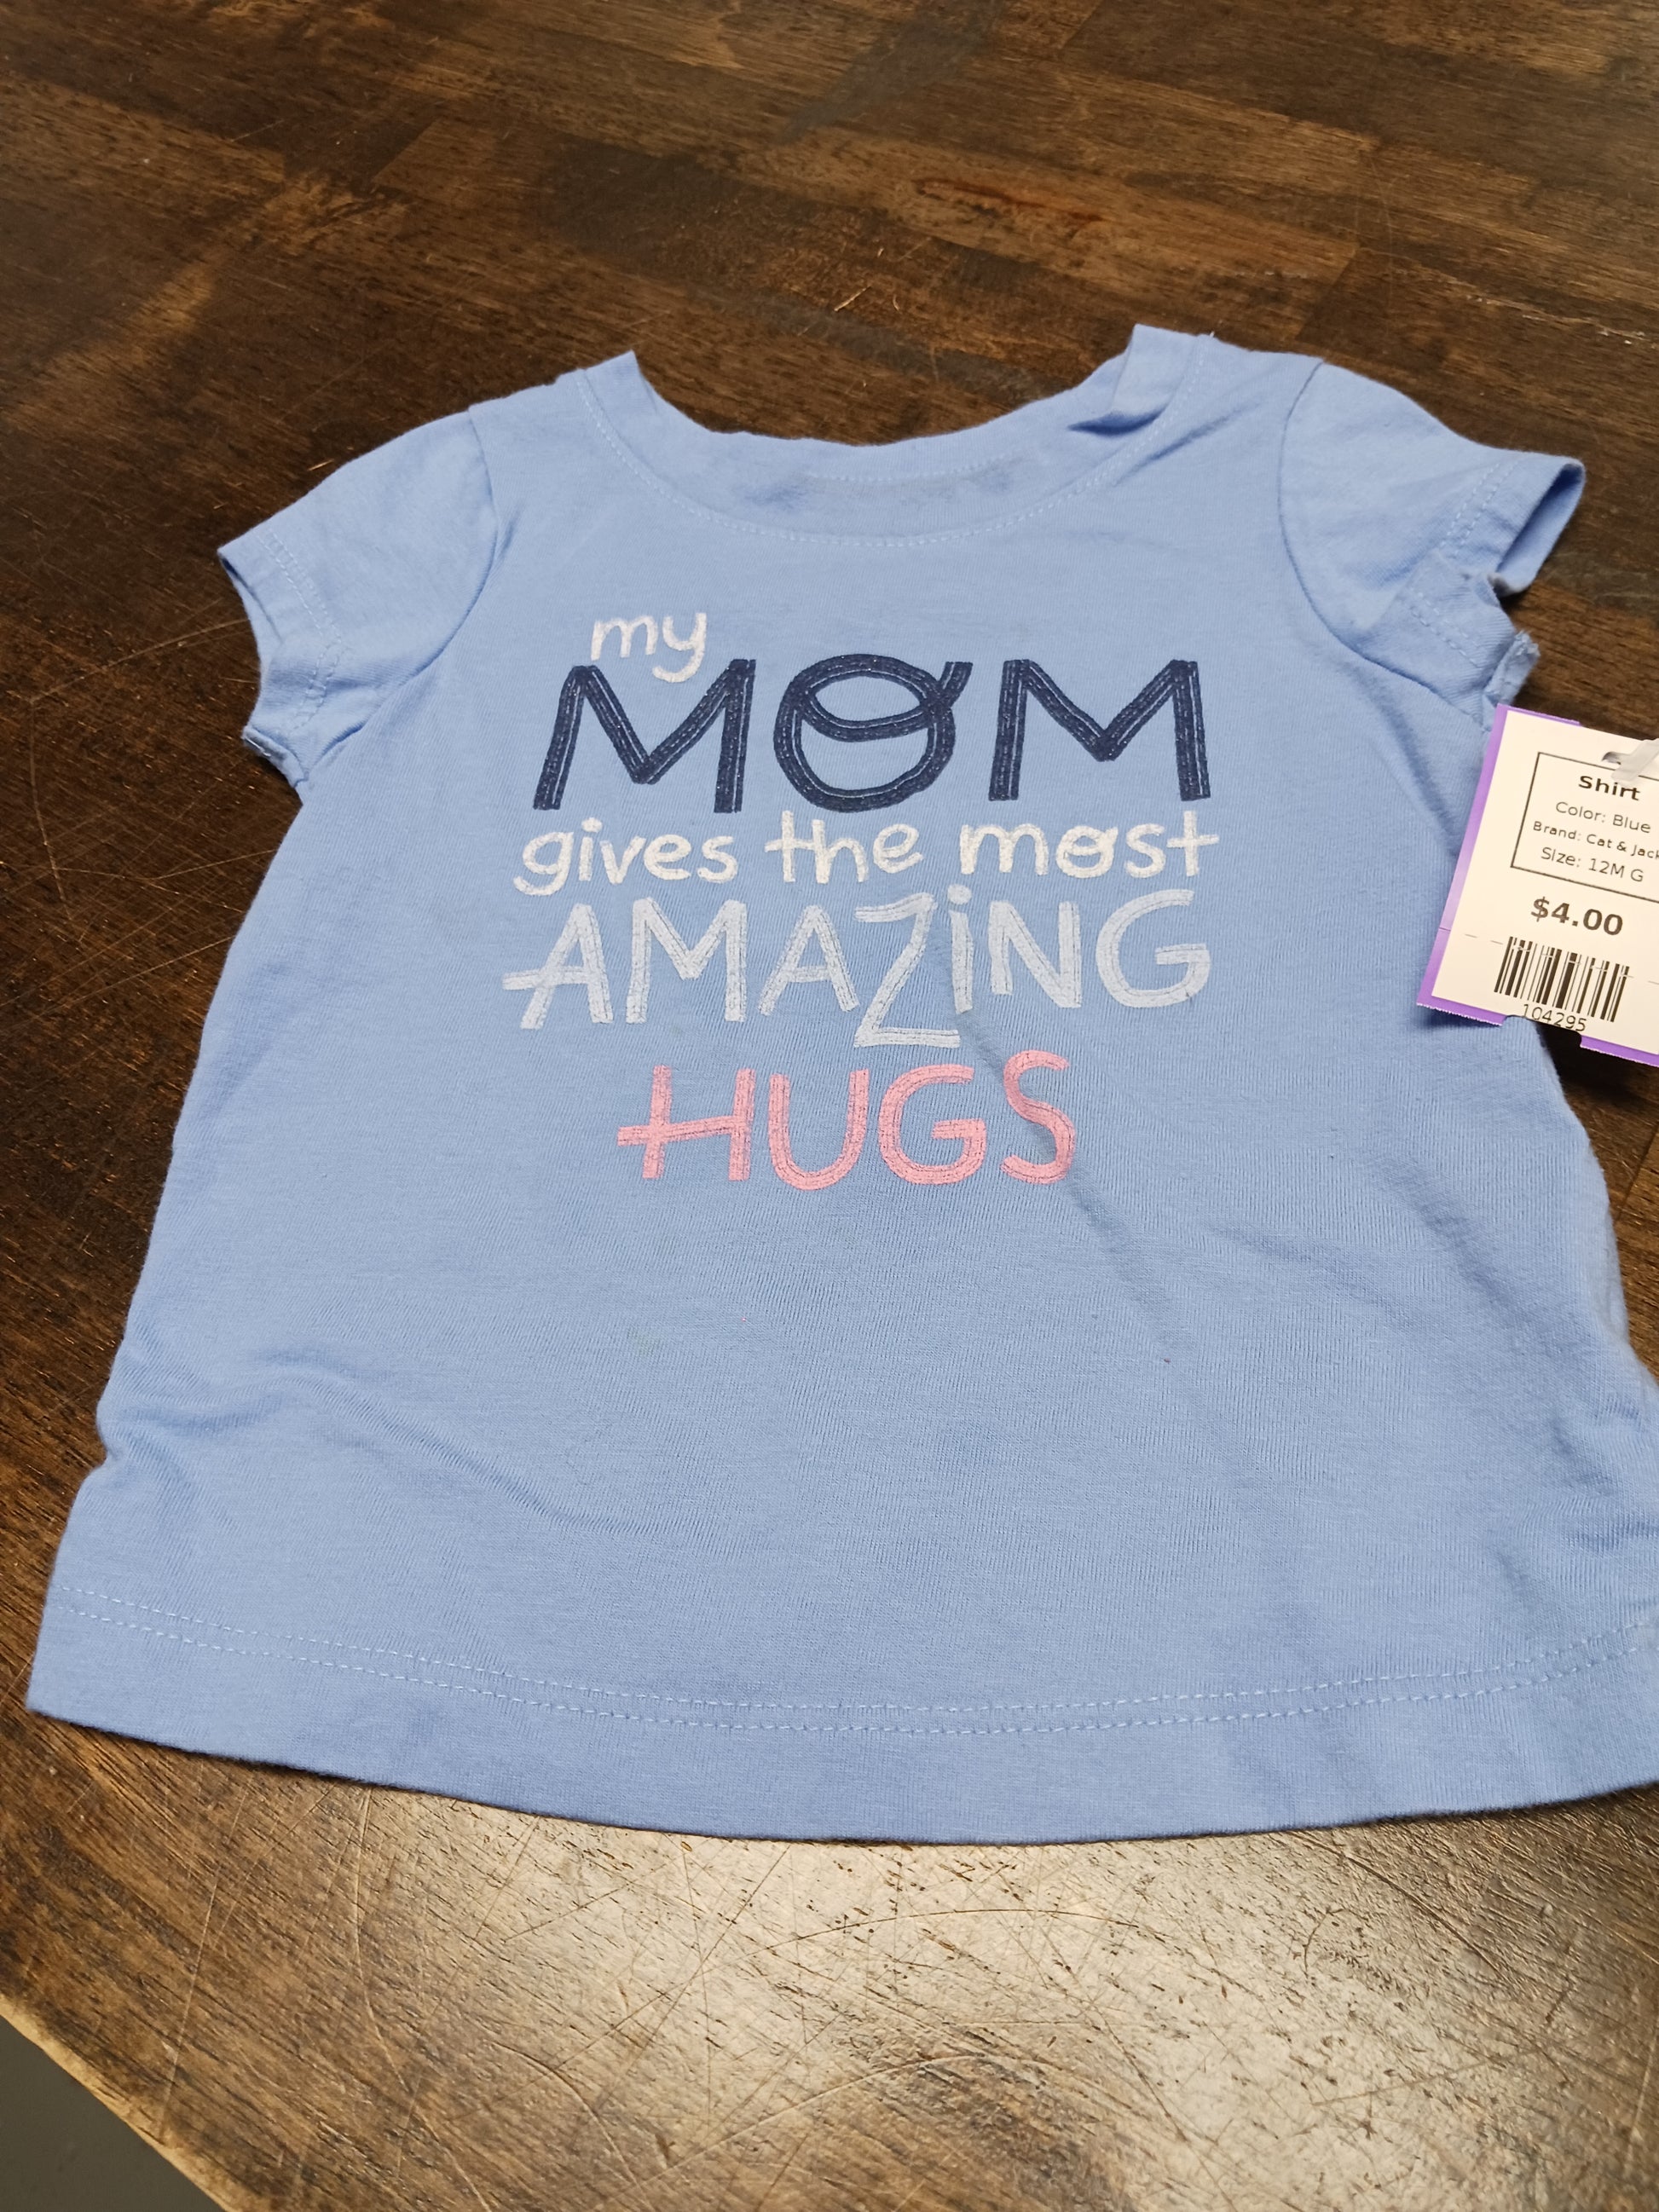 my
MOM
gives the most
AMAZiNG
HUGS
Shirt
Color: Blue
Brand: Cat & Jack
Size: 12M G
$4.00
104295